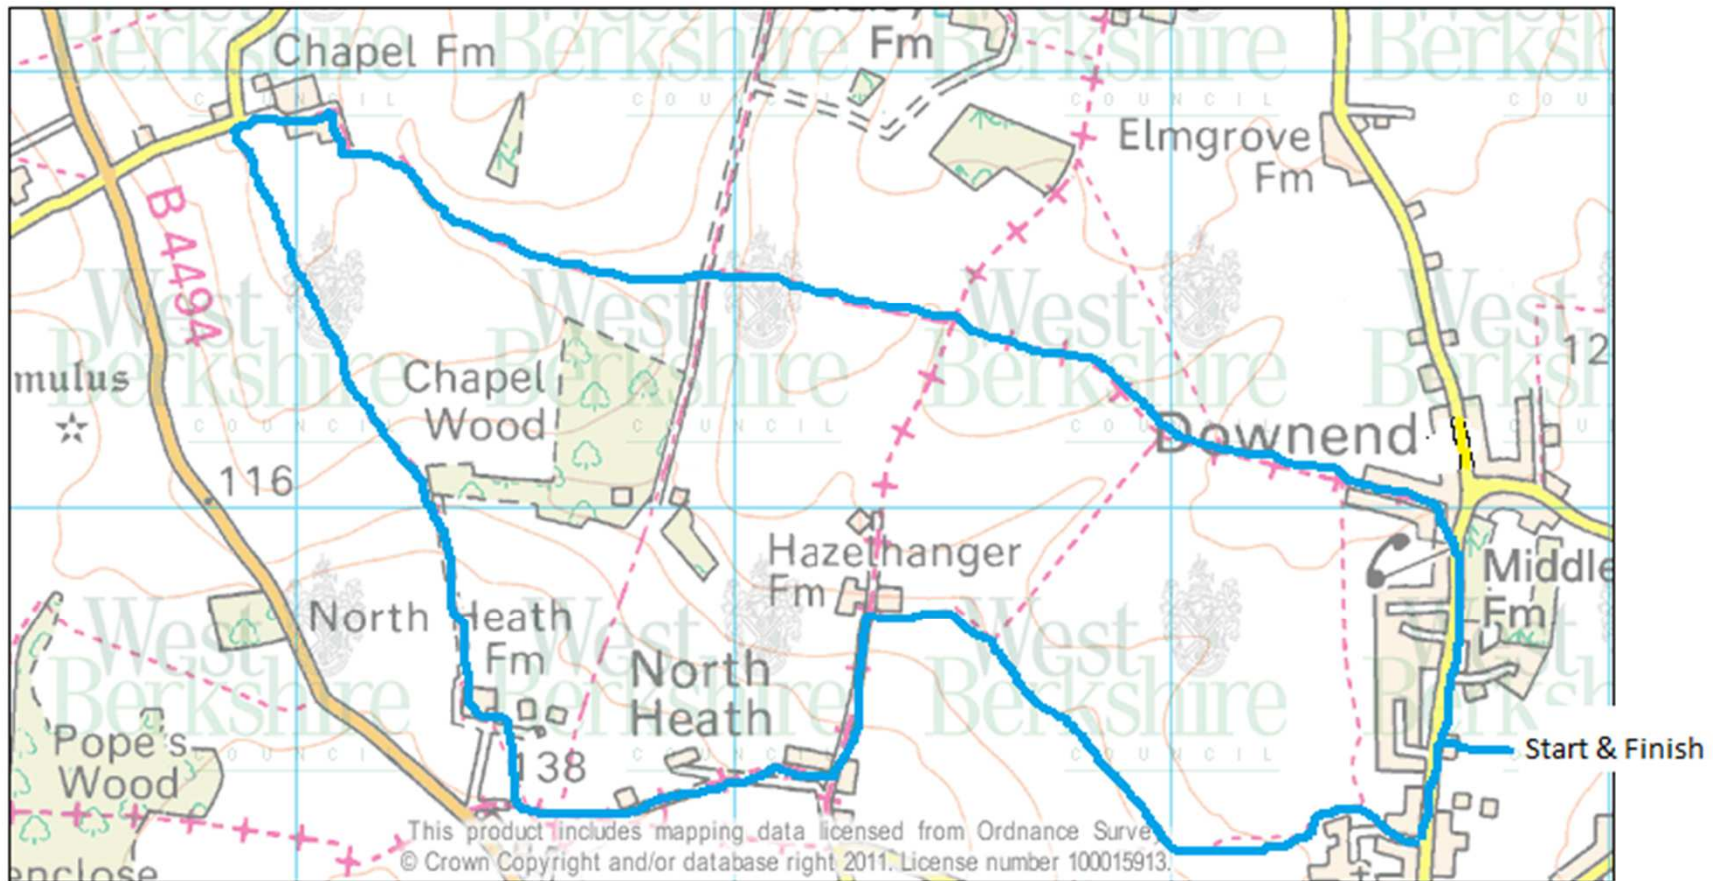 Chapel Fm
Fm
Elmgrove
Fm
B 4494
mulus
Chapel
Wood
12
Downend
116
Hazelhanger
Fm
Middle
Fm
North Heath
Fm
North
Heath
Pope's
Wood
138
Start & Finish
This product includes mapping data licensed from Ordnance Surve
© Crown Copyright and/or database right 2011. License number 100015913.
enclose
West
Berkshire
COUNCIL